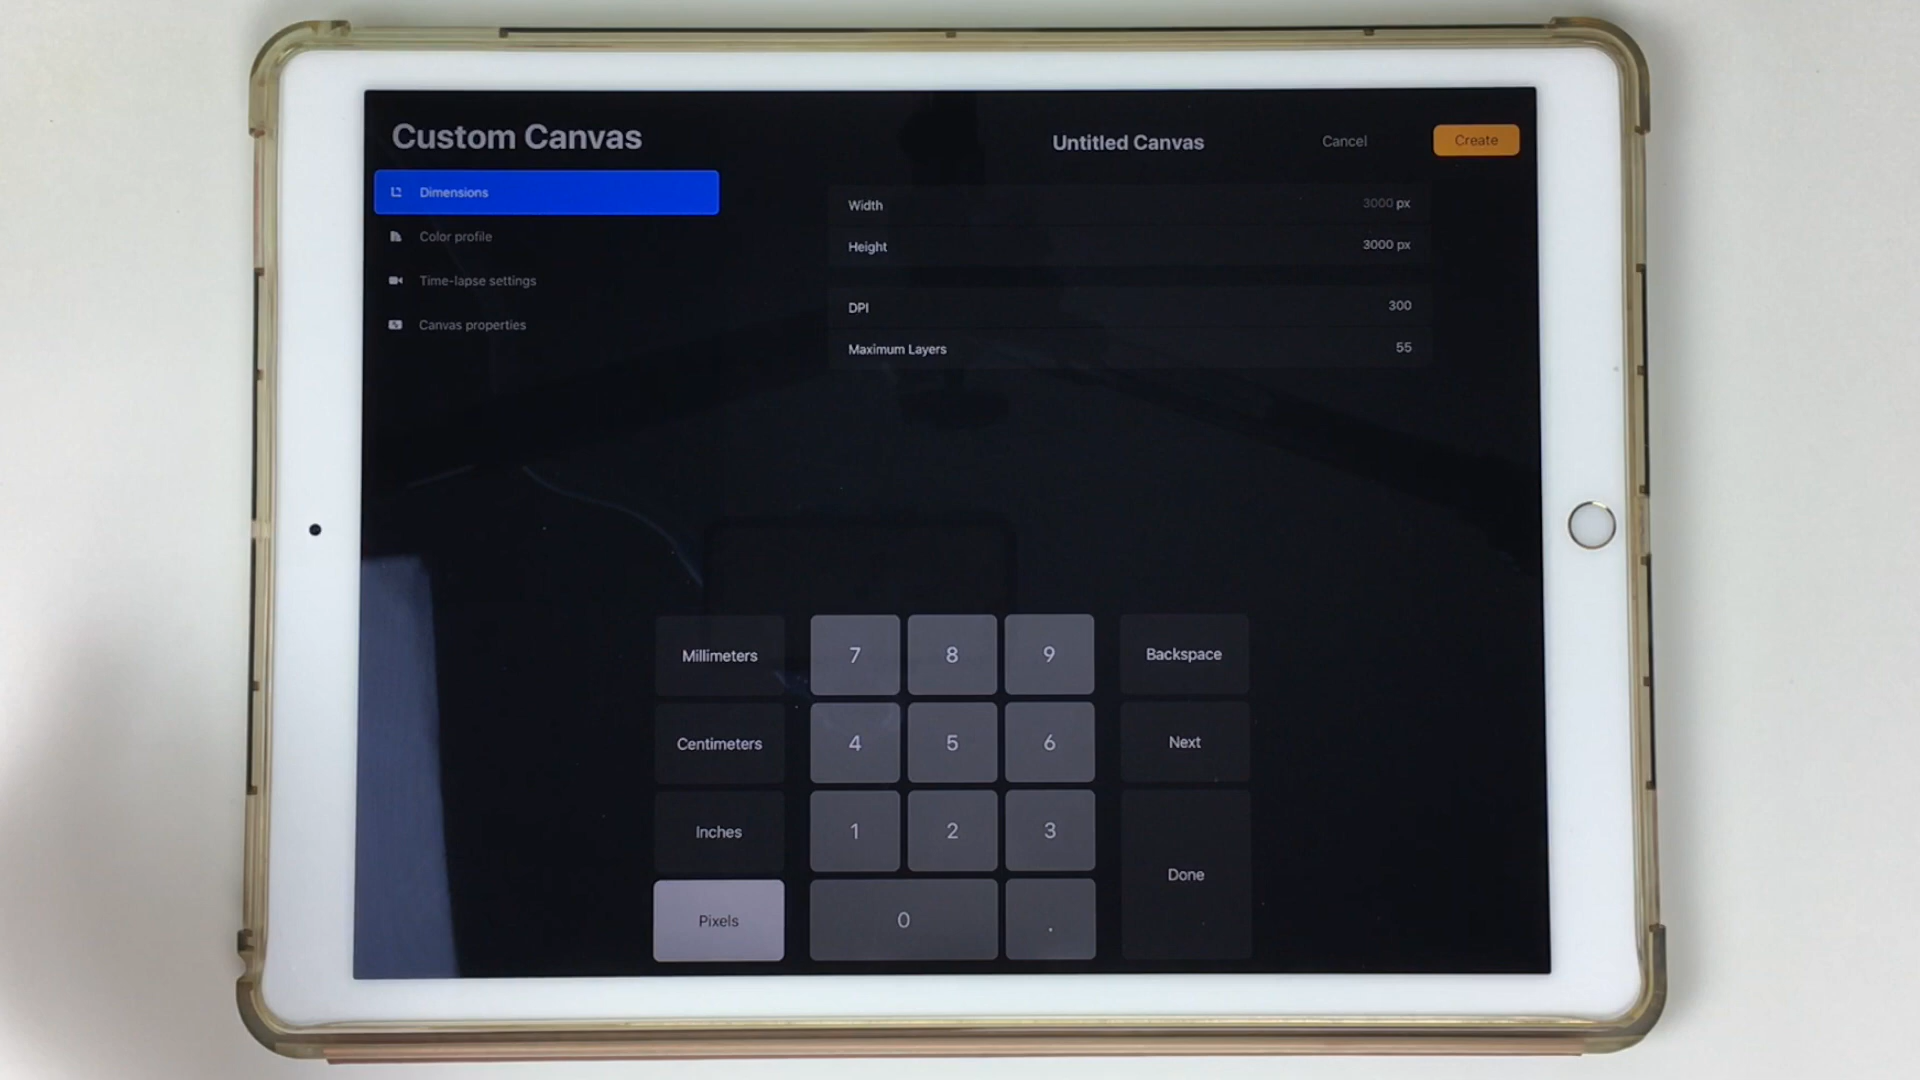 Custom Canvas
Untitled Canvas
Cancel
Create
Dimensions
Color profile
Time-lapse settings
Canvas properties
Width 3000 px
Height 3000 px
DPI 300
Maximum Layers 55
Millimeters 7 8 9 Backspace
Centimeters 4 5 6 Next
Inches 1 2 3
Done
Pixels 0 .